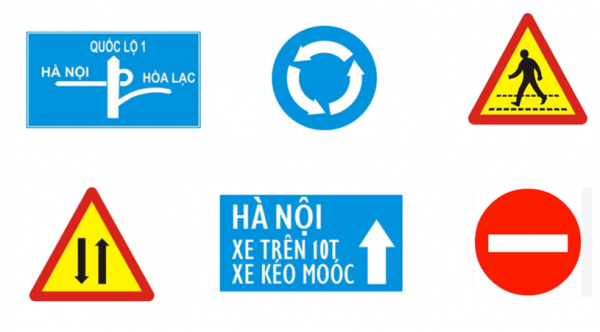 QUỐC LỘ 1
HÀ NỘI
HÒA LẠC
HÀ NỘI
XE TRÊN 10T
XE KÉO MOÓC